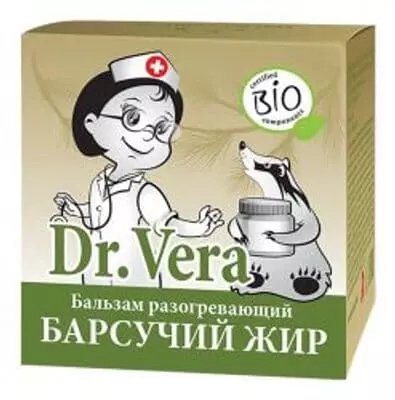 certified
BiO
components
Dr. Vera
Бальзам разогревающий
БАРСУЧИЙ ЖИР